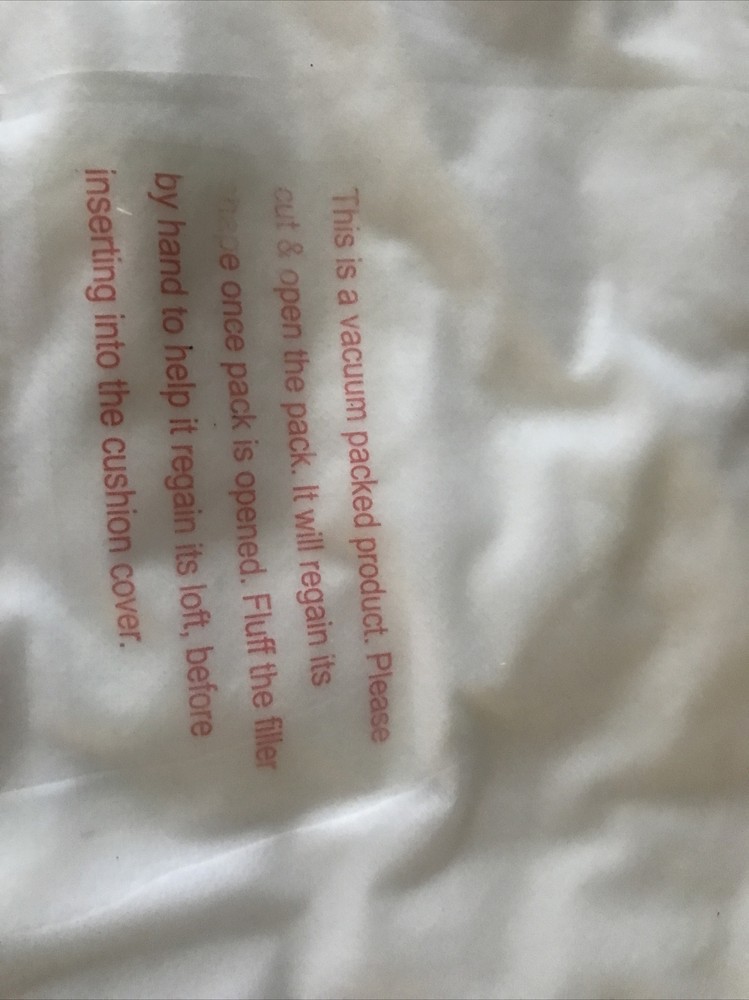 This is a vacuum packed product. Please
cut & open the pack. It will regain its
shape once pack is opened. Fluff the filler
by hand to help it regain its loft, before
inserting into the cushion cover.